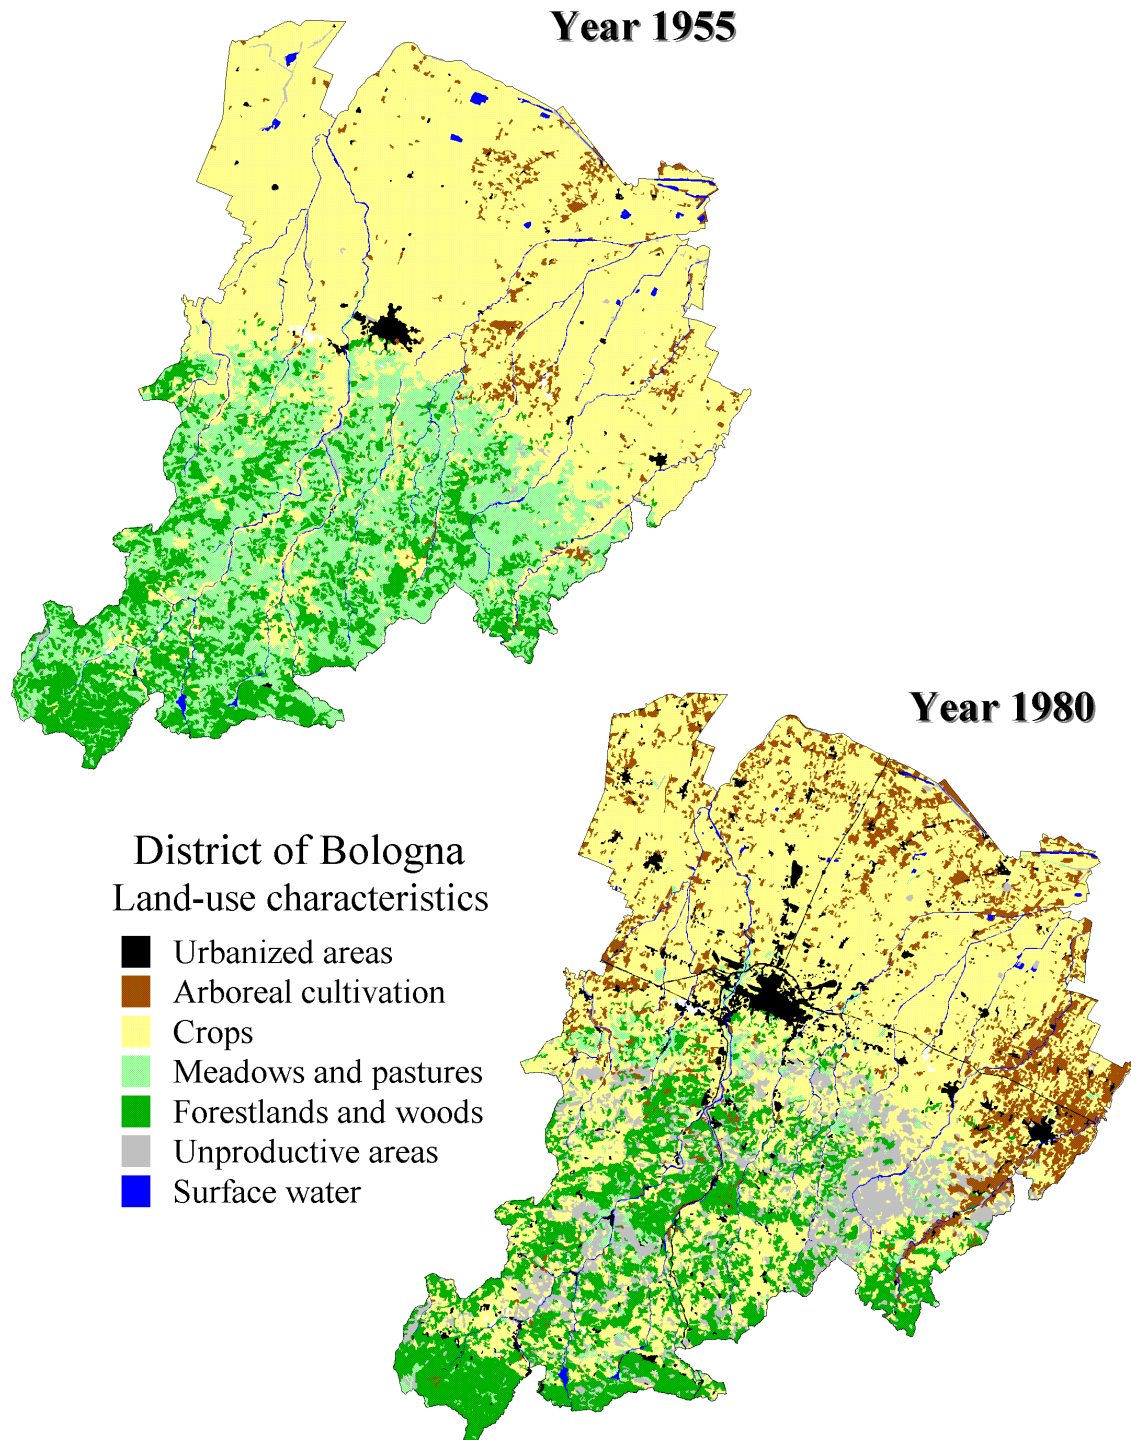 Year 1955
Year 1980
District of Bologna
Land-use characteristics
Urbanized areas
Arboreal cultivation
Crops
Meadows and pastures
Forestlands and woods
Unproductive areas
Surface water